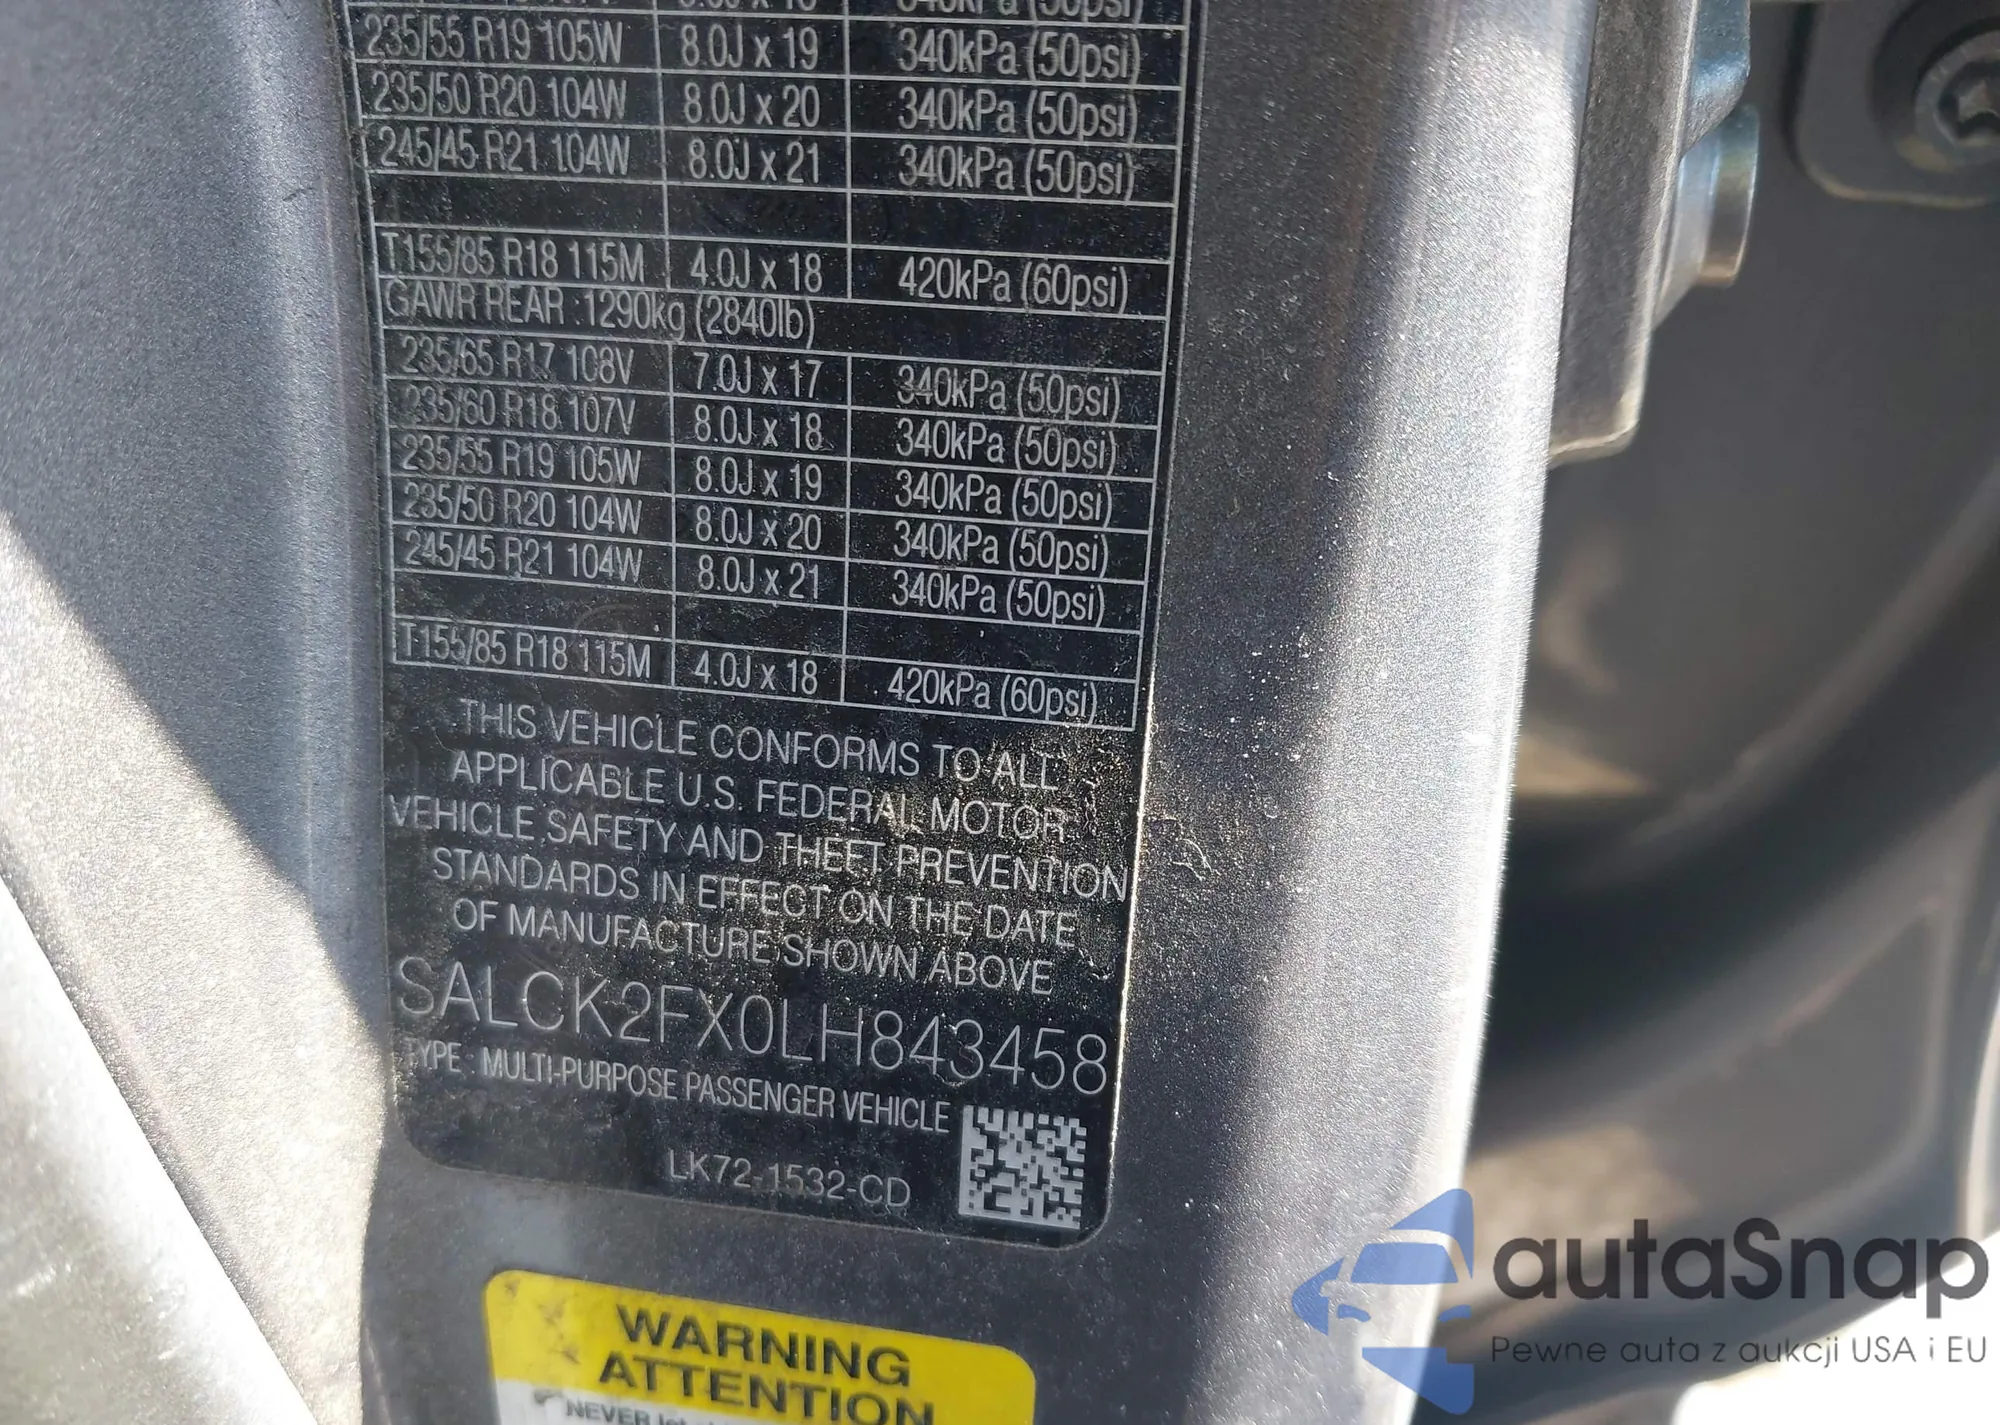 235/55 R19 105W 8.0J x 19 340kPa (50psi)
235/50 R20 104W 8.0J x 20 340kPa (50psi)
245/45 R21 104W 8.0J x 21 340kPa (50psi)
T155/85 R18 115M 4.0J x 18 420kPa (60psi)
GAWR REAR :1290kg (2840lb)
235/65 R17 108V 7.0J x 17 340kPa (50psi)
235/60 R18 107V 8.0J x 18 340kPa (50psi)
235/55 R19 105W 8.0J x 19 340kPa (50psi)
235/50 R20 104W 8.0J x 20 340kPa (50psi)
245/45 R21 104W 8.0J x 21 340kPa (50psi)
T155/85 R18 115M 4.0J x 18 420kPa (60psi)
THIS VEHICLE CONFORMS TO ALL
APPLICABLE U.S. FEDERAL MOTOR
VEHICLE SAFETY AND THEFT PREVENTION
STANDARDS IN EFFECT ON THE DATE
OF MANUFACTURE SHOWN ABOVE
SALCK2FX0LH843458
TYPE : MULTI-PURPOSE PASSENGER VEHICLE
LK72-1532-CD
WARNING
ATTENTION
NEVER
autaSnap
Pewne auta z aukcji USA i EU